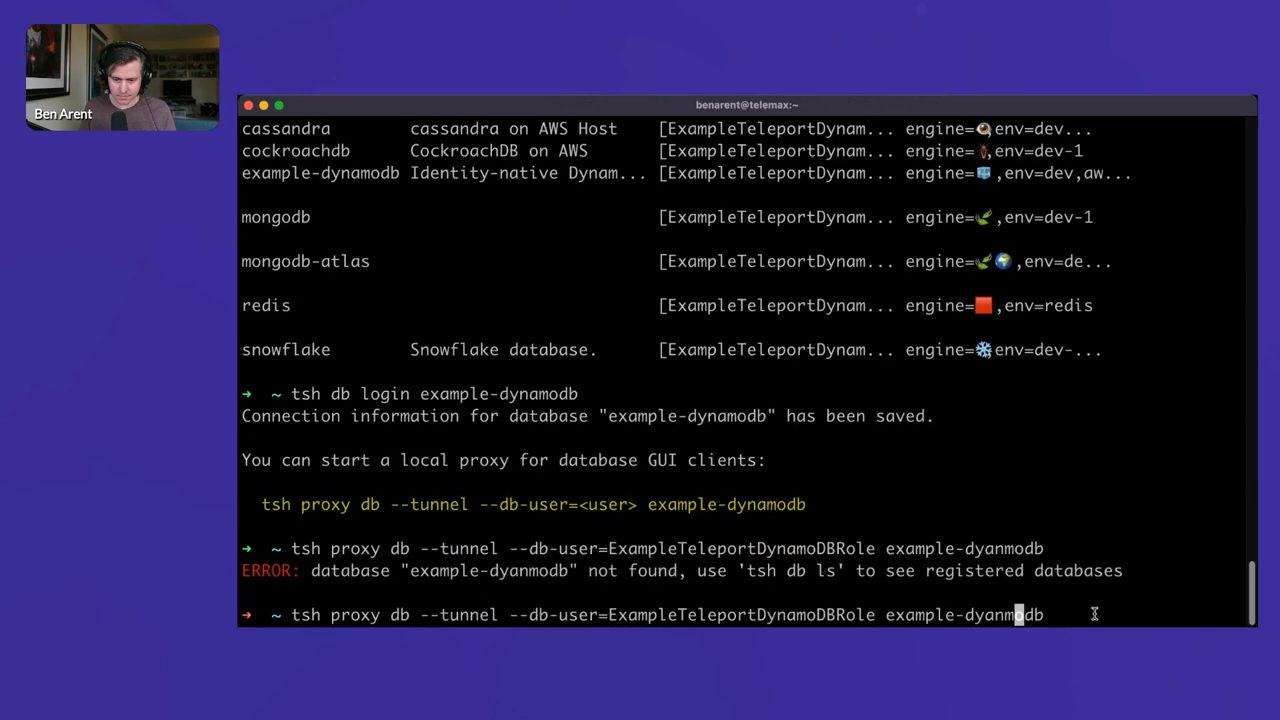 Ben Arent
benarent@telemax:~
cassandra cassandra on AWS Host [ExampleTeleportDynam... engine=👁,env=dev...
cockroachdb CockroachDB on AWS [ExampleTeleportDynam... engine=🪳,env=dev-1
example-dynamodb Identity-native Dynam... [ExampleTeleportDynam... engine=,env=dev,aw...
mongodb [ExampleTeleportDynam... engine=🌿,env=dev-1
mongodb-atlas [ExampleTeleportDynam... engine=🌿🌍,env=de...
redis [ExampleTeleportDynam... engine=🟥,env=redis
snowflake Snowflake database. [ExampleTeleportDynam... engine=❄️env=dev-...
➜ ~ tsh db login example-dynamodb
Connection information for database "example-dynamodb" has been saved.
You can start a local proxy for database GUI clients:
tsh proxy db --tunnel --db-user=<user> example-dynamodb
➜ ~ tsh proxy db --tunnel --db-user=ExampleTeleportDynamoDBRole example-dyanmodb
ERROR: database "example-dyanmodb" not found, use 'tsh db ls' to see registered databases
➜ ~ tsh proxy db --tunnel --db-user=ExampleTeleportDynamoDBRole example-dyanmodb